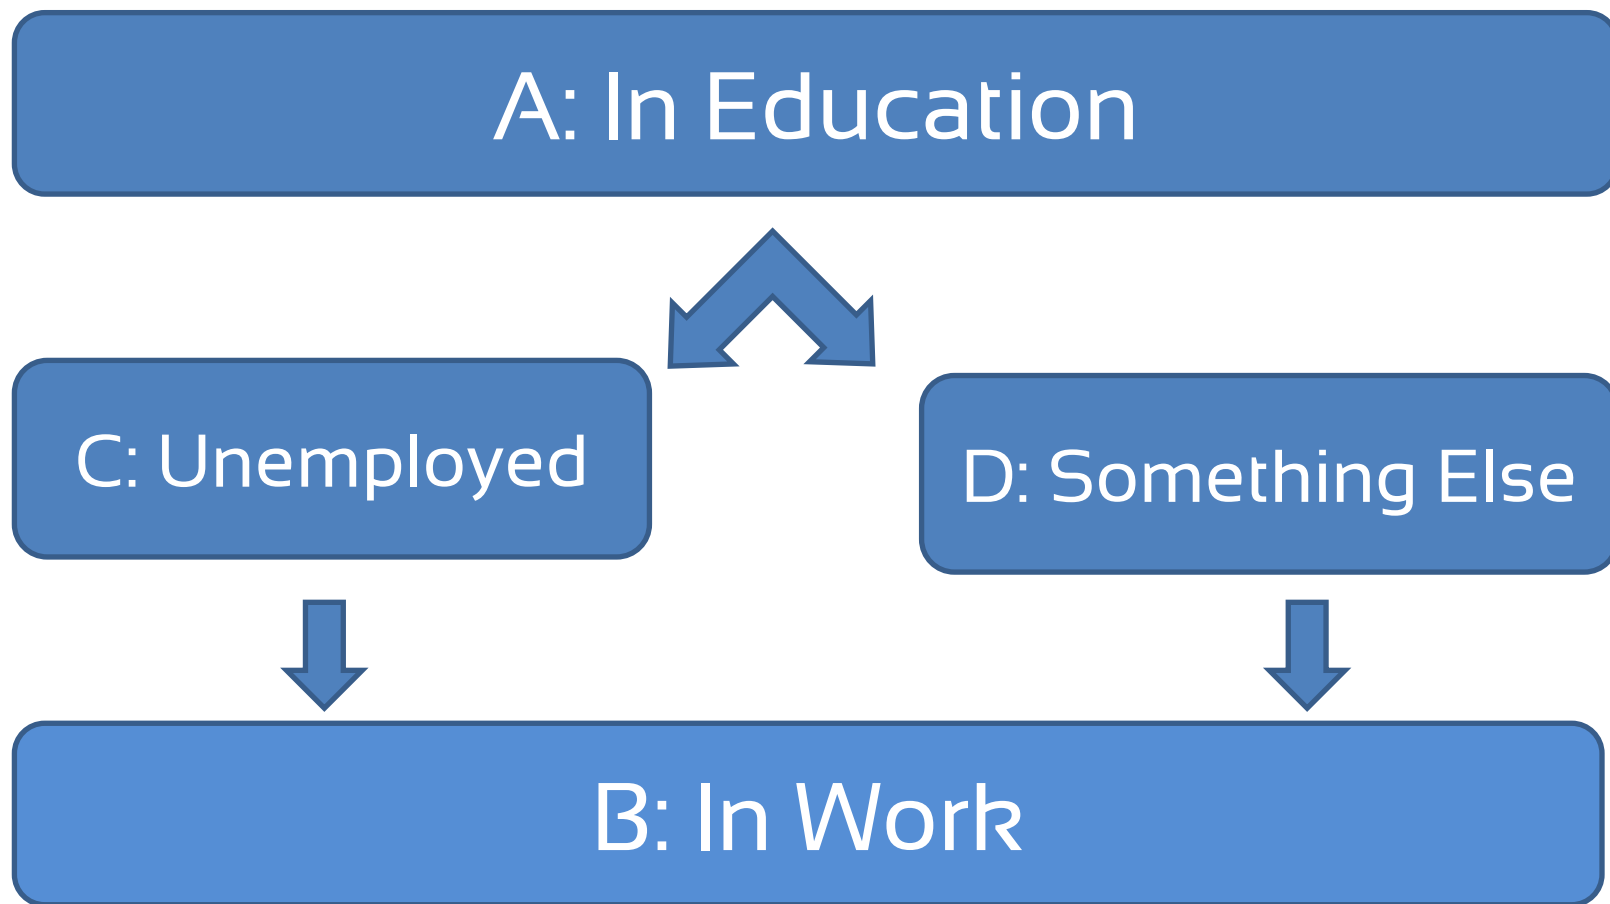 A: In Education
C: Unemployed
D: Something Else
B: In Work